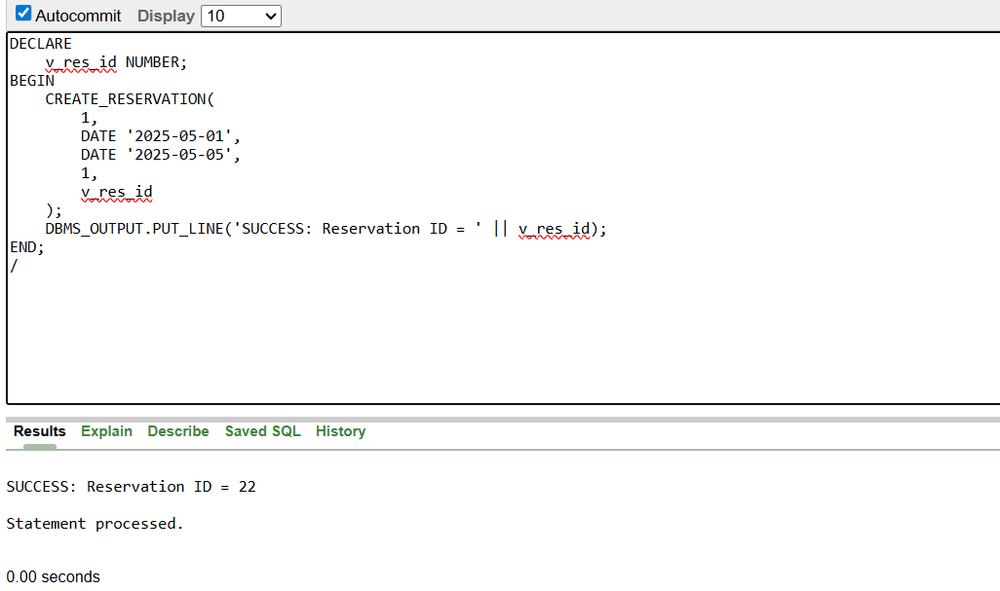 Autocommit Display 10
DECLARE
    v_res_id NUMBER;
BEGIN
    CREATE_RESERVATION(
        1,
        DATE '2025-05-01',
        DATE '2025-05-05',
        1,
        v_res_id
    );
    DBMS_OUTPUT.PUT_LINE('SUCCESS: Reservation ID = ' || v_res_id);
END;
/
Results Explain Describe Saved SQL History
SUCCESS: Reservation ID = 22
Statement processed.
0.00 seconds